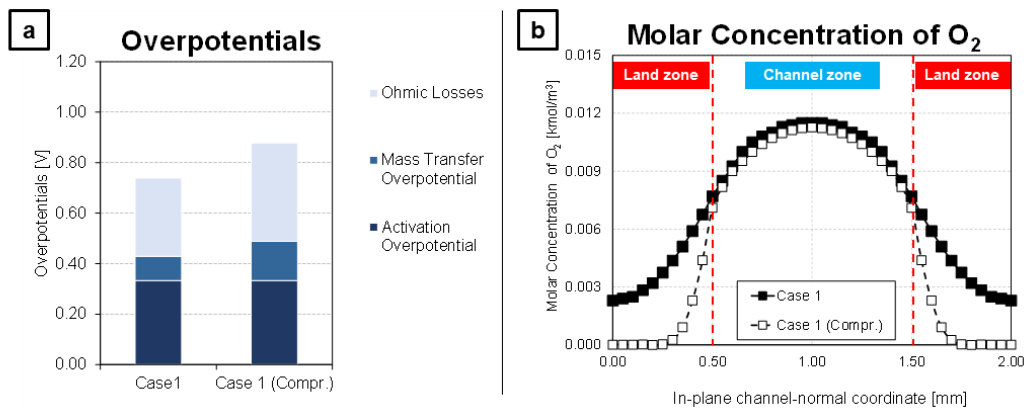 a
Overpotentials
1.20
1.00
0.80
0.60
0.40
0.20
0.00
Overpotentials [V]
Case1
Case 1 (Compr.)
Ohmic Losses
Mass Transfer
Overpotential
Activation
Overpotential
b
Molar Concentration of O2
0.015
0.012
0.009
0.006
0.003
0.000
Molar Concentration of O2 [kmol/m³]
Land zone
Channel zone
Land zone
Case 1
Case 1 (Compr.)
0.00
0.50
1.00
1.50
2.00
In-plane channel-normal coordinate [mm]